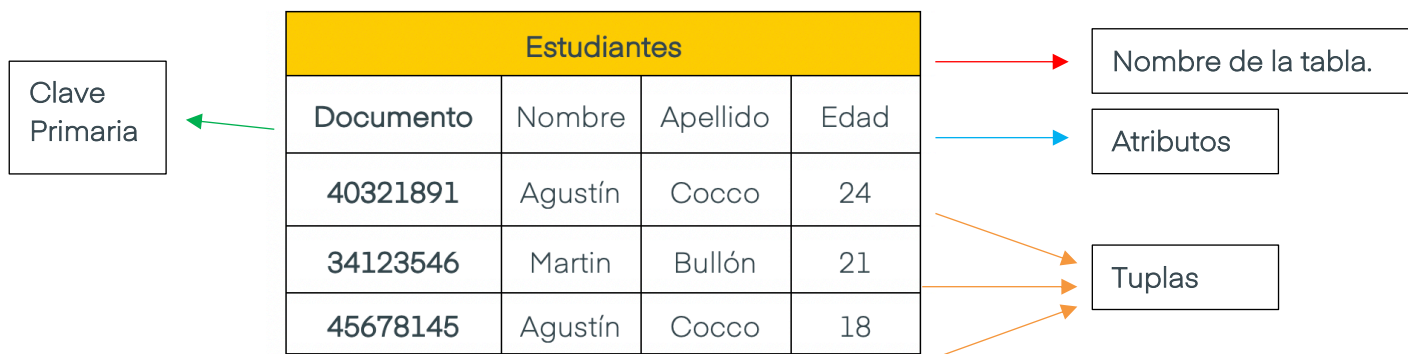 Estudiantes
Nombre de la tabla.
Clave
Primaria
Documento Nombre Apellido Edad
Atributos
40321891 Agustín Cocco 24
34123546 Martin Bullón 21
Tuplas
45678145 Agustín Cocco 18